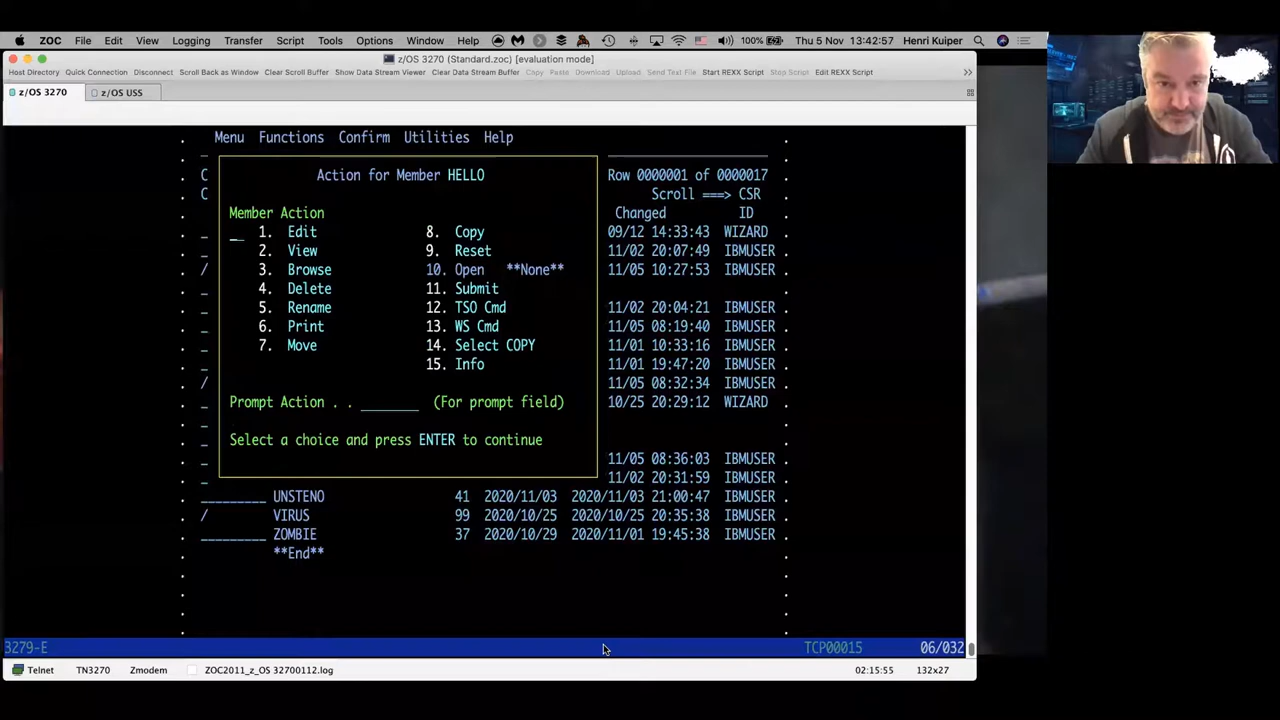 ZOC File Edit View Logging Transfer Script Tools Options Window Help 100% Thu 5 Nov 13:42:57 Henri Kuiper
z/OS 3270 (Standard.zoc) [evaluation mode]
Host Directory Quick Connection Disconnect Scroll Back as Window Clear Scroll Buffer Show Data Stream Viewer Clear Data Stream Buffer Copy Paste Download Upload Send Text File Start REXX Script Stop Script Edit REXX Script »
z/OS 3270 z/OS USS
. Menu Functions Confirm Utilities Help .
. .
. C Action for Member HELLO Row 0000001 of 0000017 .
. C Scroll ===> CSR .
. Member Action Changed ID .
. _ __ 1. Edit 8. Copy 09/12 14:33:43 WIZARD .
. _ 2. View 9. Reset 11/02 20:07:49 IBMUSER .
. / 3. Browse 10. Open **None** 11/05 10:27:53 IBMUSER .
. _ 4. Delete 11. Submit .
. _ 5. Rename 12. TSO Cmd 11/02 20:04:21 IBMUSER .
. _ 6. Print 13. WS Cmd 11/05 08:19:40 IBMUSER .
. _ 7. Move 14. Select COPY 11/01 10:33:16 IBMUSER .
. _ 15. Info 11/01 19:47:20 IBMUSER .
. / 11/05 08:32:34 IBMUSER .
. _ Prompt Action . . ________ (For prompt field) 10/25 20:29:12 WIZARD .
. _ .
. _ Select a choice and press ENTER to continue .
. _ 11/05 08:36:03 IBMUSER .
. _ 11/02 20:31:59 IBMUSER .
. _________ UNSTENO 41 2020/11/03 2020/11/03 21:00:47 IBMUSER .
. / VIRUS 99 2020/10/25 2020/10/25 20:35:38 IBMUSER .
. _________ ZOMBIE 37 2020/10/29 2020/11/01 19:45:38 IBMUSER .
. **End** .
. .
. .
. .
. .
3279-E TCP00015 06/032
Telnet TN3270 Zmodem ZOC2011_z_OS 32700112.log 02:15:55 132x27